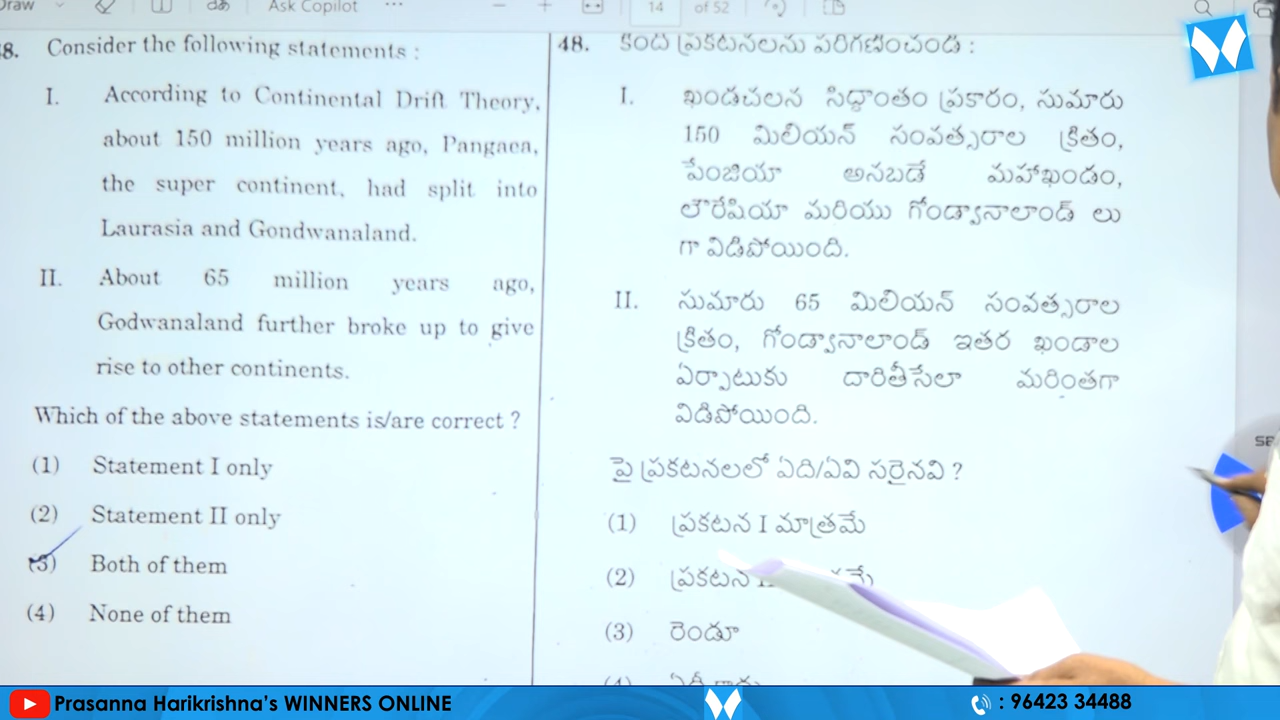 Ask Copilot
14 of 52
Consider the following statements :
I. According to Continental Drift Theory,
about 150 million years ago, Pangaea,
the super continent, had split into
Laurasia and Gondwanaland.
II. About 65 million years ago,
Godwanaland further broke up to give
rise to other continents.
Which of the above statements is/are correct ?
(1) Statement I only
(2) Statement II only
(3) Both of them
(4) None of them
48. కింది ప్రకటనలను పరిగణించండి :
I. ఖండచలన సిద్ధాంతం ప్రకారం, సుమారు
150 మిలియన్ సంవత్సరాల క్రితం,
పేంజియా అనబడే మహాఖండం,
లౌరేషియా మరియు గోండ్వానాలాండ్ లు
గా విడిపోయింది.
II. సుమారు 65 మిలియన్ సంవత్సరాల
క్రితం, గోండ్వానాలాండ్ ఇతర ఖండాల
ఏర్పాటుకు దారితీసేలా మరింతగా
విడిపోయింది.
పై ప్రకటనలలో ఏది/ఏవి సరైనవి ?
(1) ప్రకటన I మాత్రమే
(2) ప్రకటన
(3) రెండూ
Prasanna Harikrishna's WINNERS ONLINE
: 96423 34488